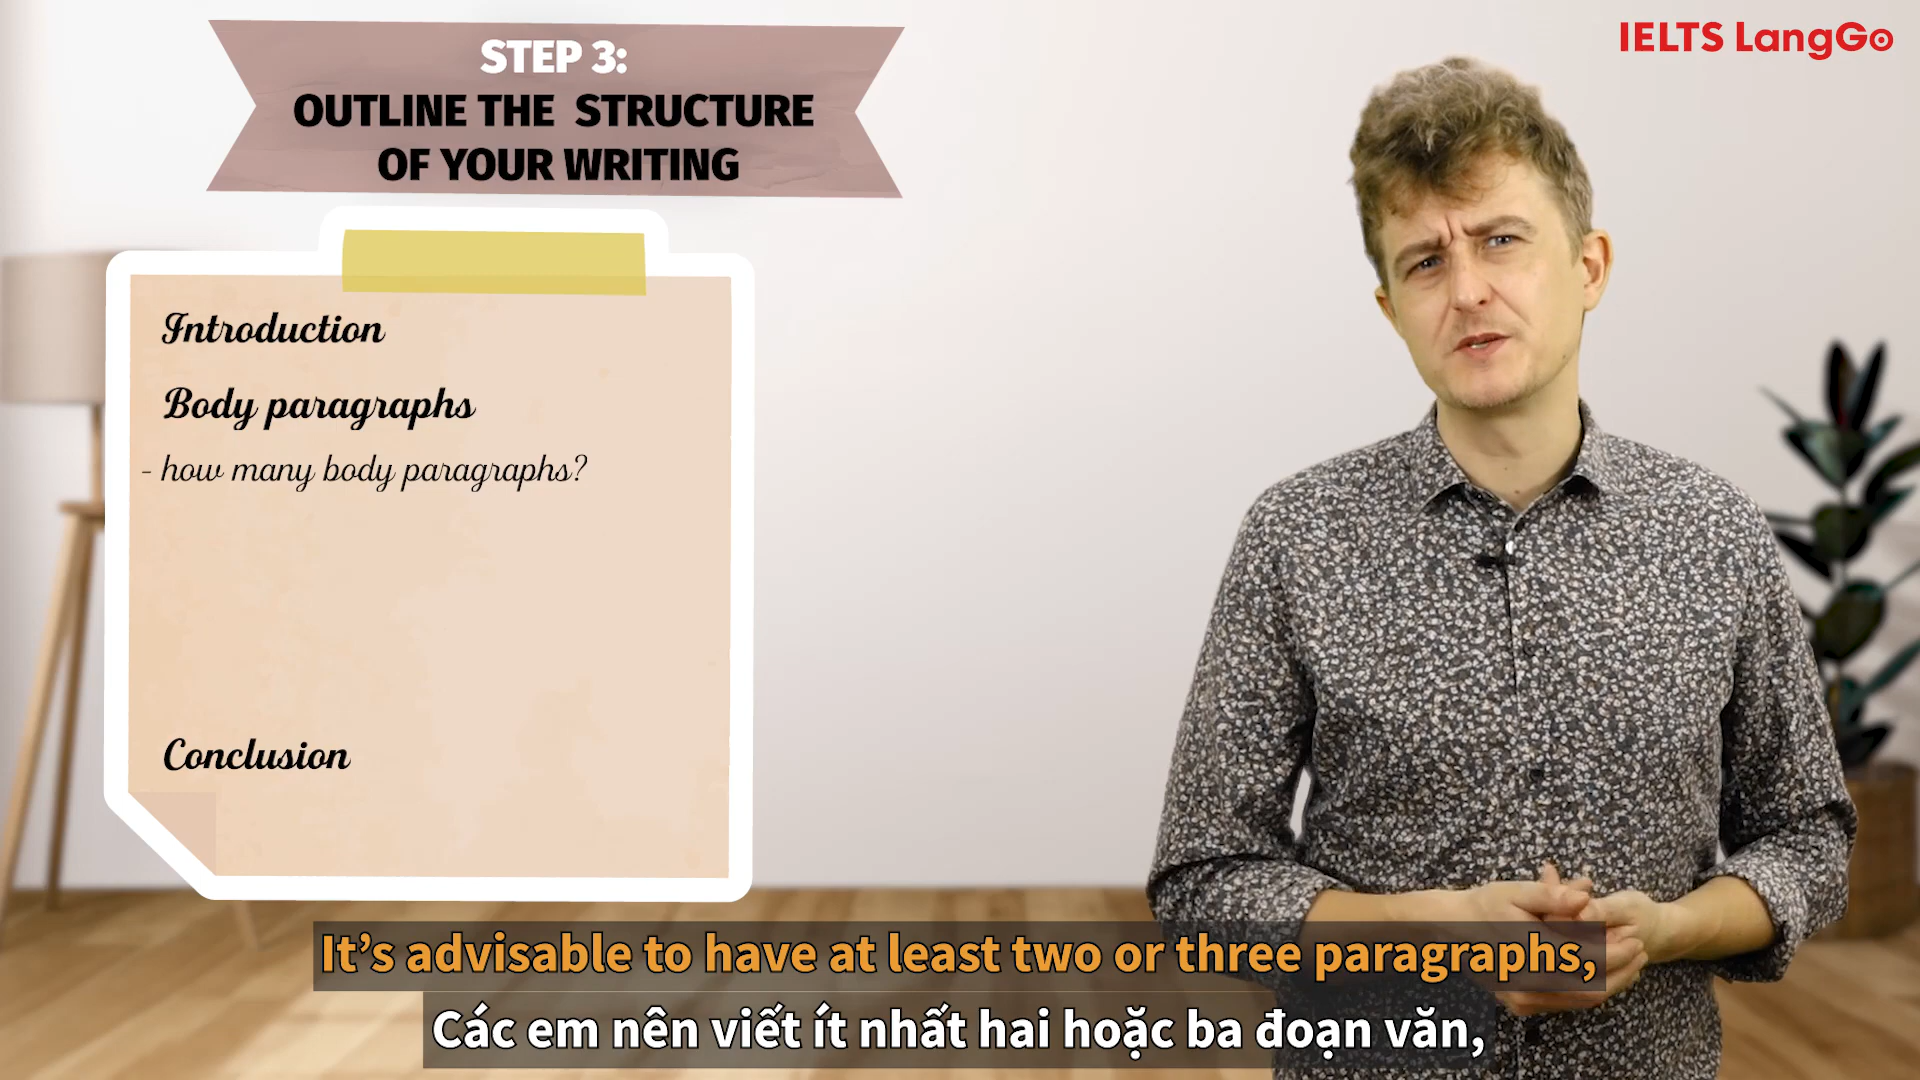 IELTS LangGo
STEP 3:
OUTLINE THE STRUCTURE
OF YOUR WRITING
Introduction
Body paragraphs
- how many body paragraphs?
Conclusion
It's advisable to have at least two or three paragraphs,
Các em nên viết ít nhất hai hoặc ba đoạn văn,